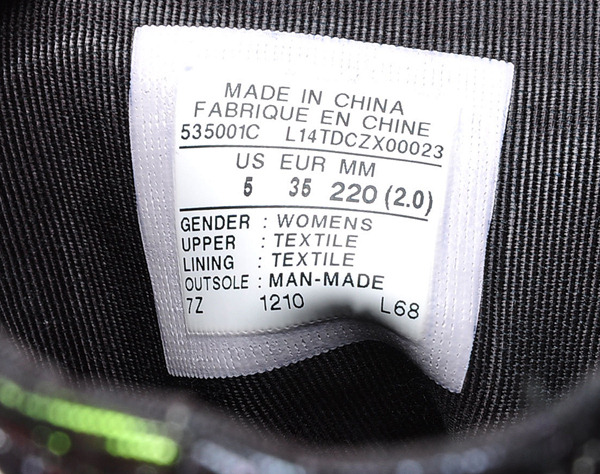 MADE IN CHINA
FABRIQUE EN CHINE
535001C L14TDCZX00023
US EUR MM
5 35 220 (2.0)
GENDER : WOMENS
UPPER : TEXTILE
LINING : TEXTILE
OUTSOLE : MAN-MADE
7Z 1210 L68